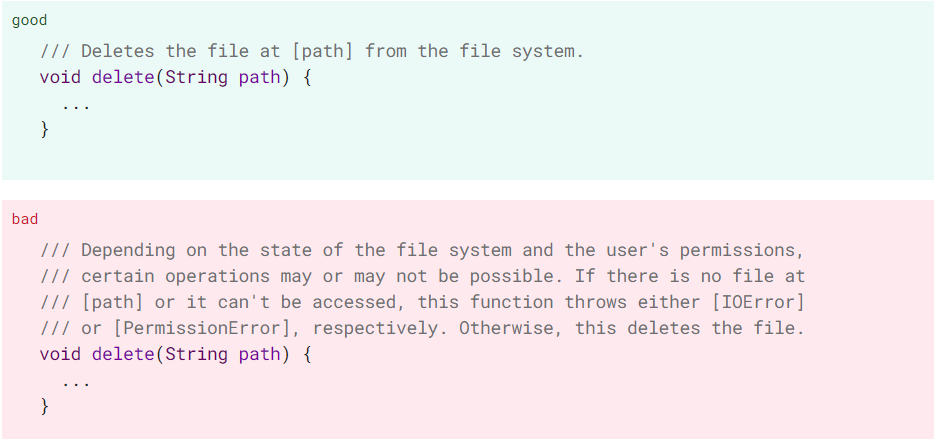 good
/// Deletes the file at [path] from the file system.
void delete(String path) {
...
}
bad
/// Depending on the state of the file system and the user's permissions,
/// certain operations may or may not be possible. If there is no file at
/// [path] or it can't be accessed, this function throws either [IOError]
/// or [PermissionError], respectively. Otherwise, this deletes the file.
void delete(String path) {
...
}